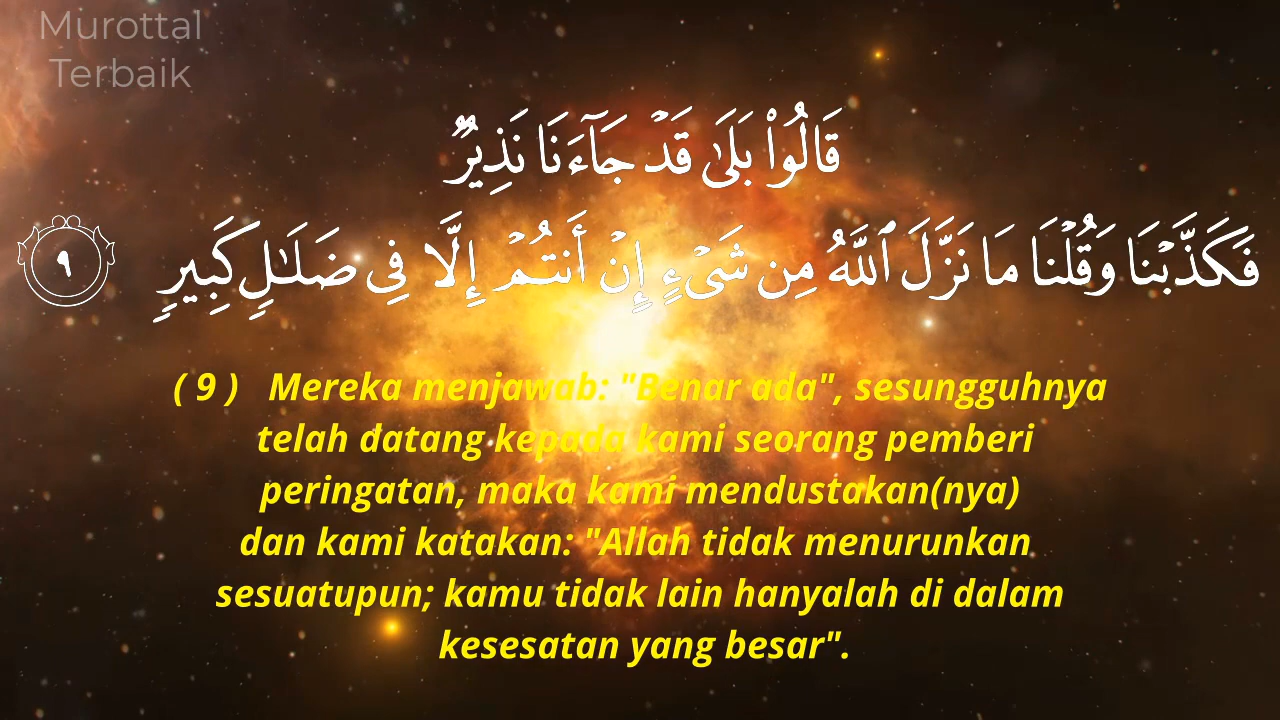 Murottal
Terbaik
قَالُوا۟ بَلَىٰ قَدْ جَآءَنَا نَذِيرٌ
فَكَذَّبْنَا وَقُلْنَا مَا نَزَّلَ ٱللَّهُ مِن شَىْءٍ إِنْ أَنتُمْ إِلَّا فِى ضَلَـٰلٍ كَبِيرٍ ٩
( 9 ) Mereka menjawab: "Benar ada", sesungguhnya
telah datang kepada kami seorang pemberi
peringatan, maka kami mendustakan(nya)
dan kami katakan: "Allah tidak menurunkan
sesuatupun; kamu tidak lain hanyalah di dalam
kesesatan yang besar".